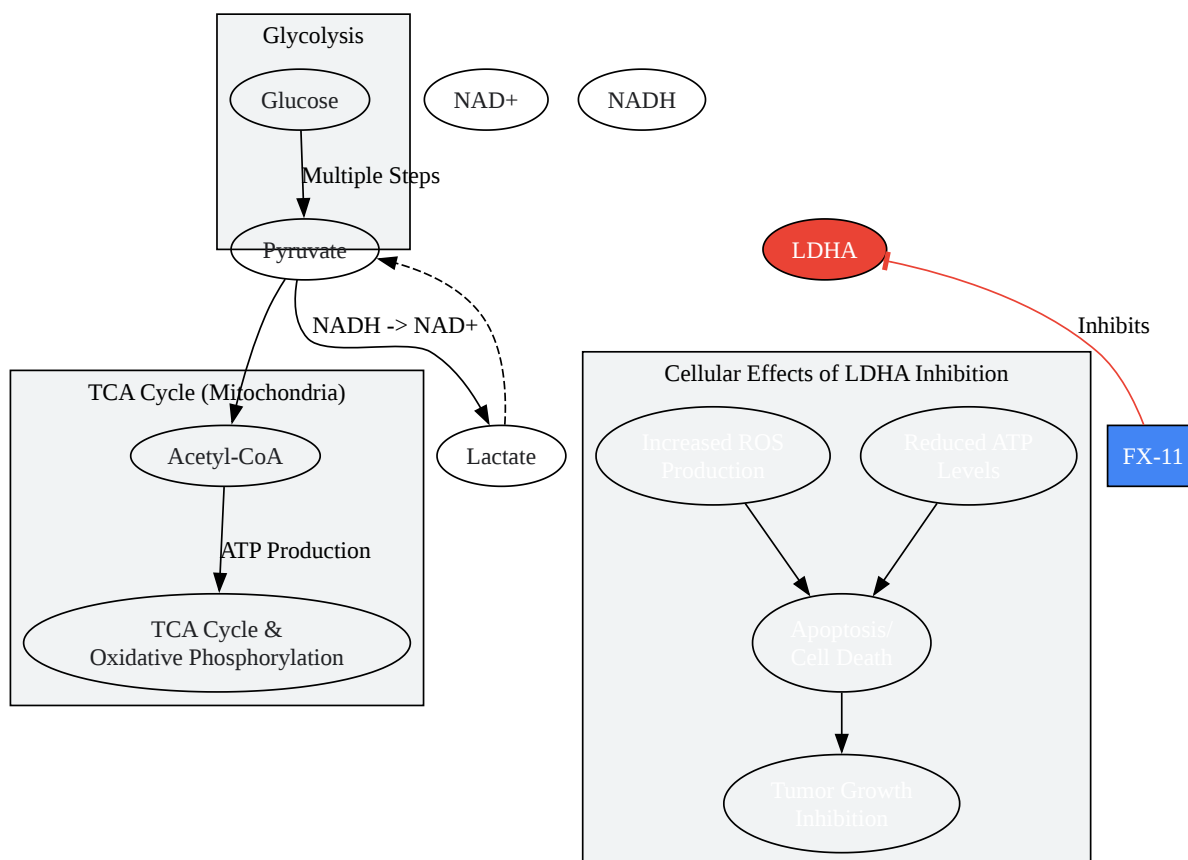 Glycolysis
Glucose
NAD+
NADH
Multiple Steps
Pyruvate
LDHA
NADH -> NAD+
Inhibits
TCA Cycle (Mitochondria)
Cellular Effects of LDHA Inhibition
Acetyl-CoA
Lactate
Increased ROS
Production
Reduced ATP
Levels
FX-11
ATP Production
TCA Cycle &
Oxidative Phosphorylation
Apoptosis/
Cell Death
Tumor Growth
Inhibition